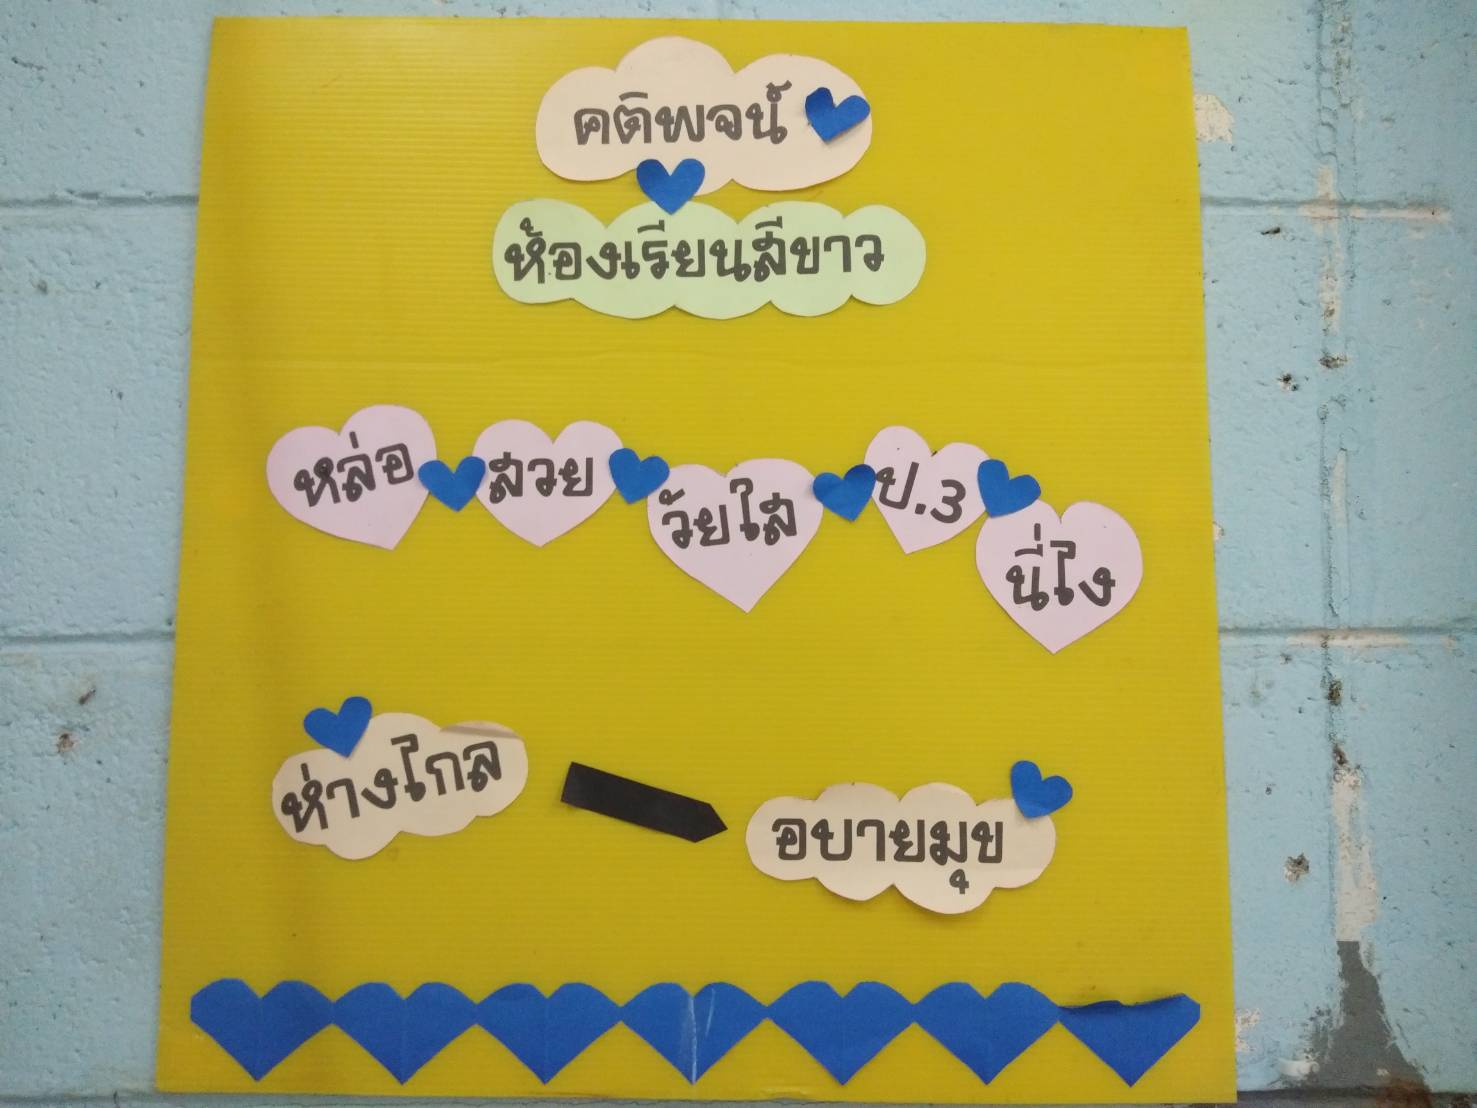 คติพจน์
ห้องเรียนสีขาว
หล่อ สวย ว้ยใส ป.3 นี่ไง
ห่างไกล อบายมุข